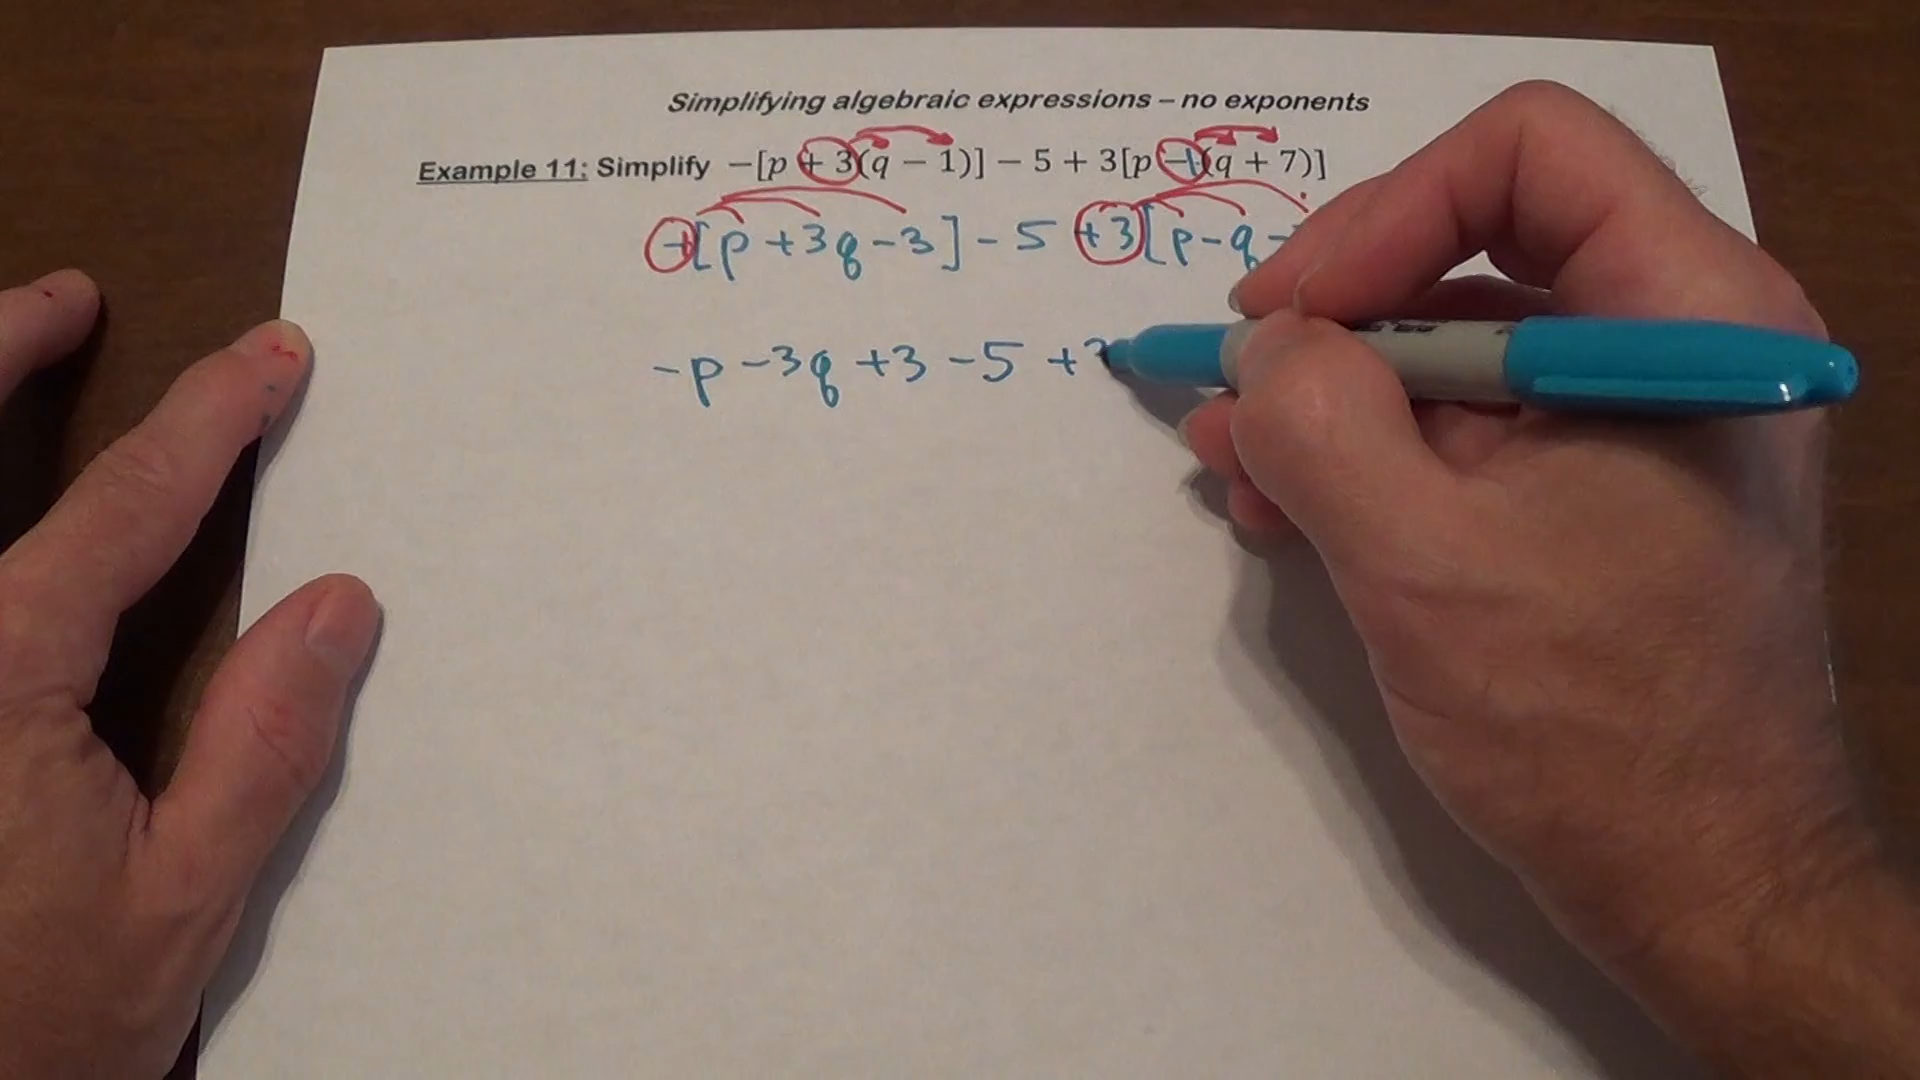 Simplifying algebraic expressions – no exponents
Example 11: Simplify −[p + 3(q − 1)] − 5 + 3[p −1(q + 7)]
-[p + 3q - 3] - 5 + 3[p - q -
-p - 3q + 3 - 5 +